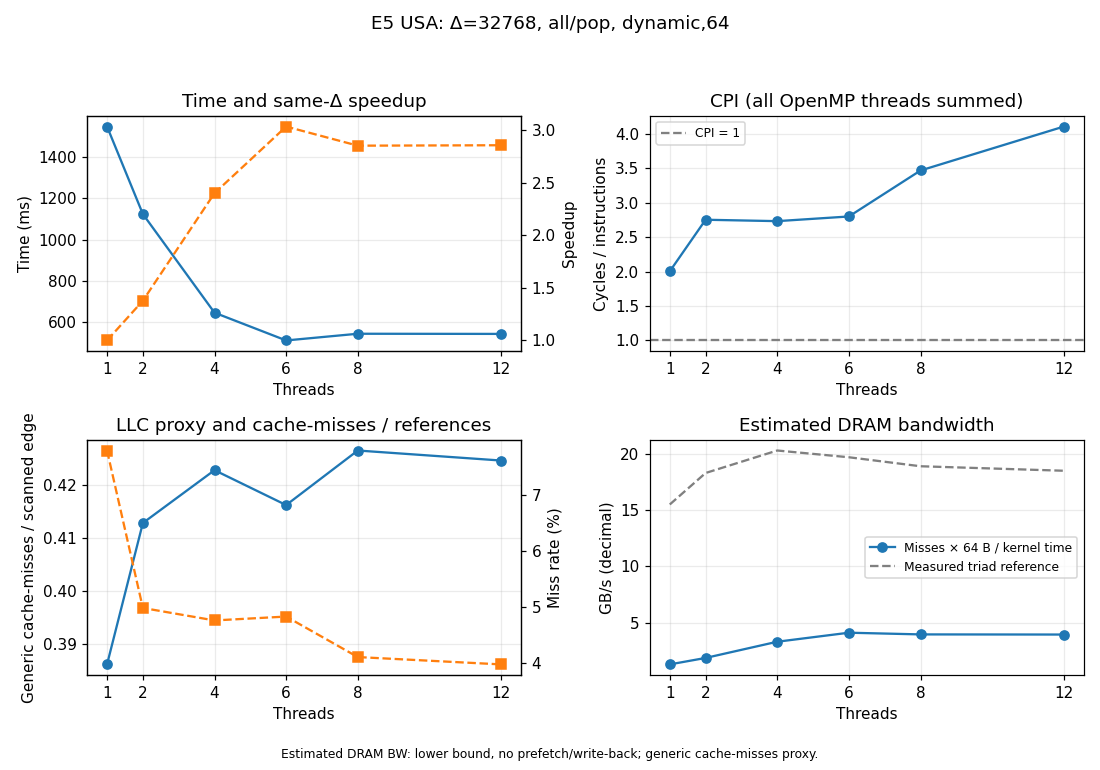 E5 USA: Δ=32768, all/pop, dynamic,64
Time and same-Δ speedup
1400
1200
1000
800
600
Time (ms)
3.0
2.5
2.0
1.5
1.0
Speedup
1 2 4 6 8 12
Threads
CPI (all OpenMP threads summed)
CPI = 1
4.0
3.5
3.0
2.5
2.0
1.5
1.0
Cycles / instructions
1 2 4 6 8 12
Threads
LLC proxy and cache-misses / references
0.42
0.41
0.40
0.39
Generic cache-misses / scanned edge
7
6
5
4
Miss rate (%)
1 2 4 6 8 12
Threads
Estimated DRAM bandwidth
20
15
10
5
GB/s (decimal)
Misses × 64 B / kernel time
Measured triad reference
1 2 4 6 8 12
Threads
Estimated DRAM BW: lower bound, no prefetch/write-back; generic cache-misses proxy.